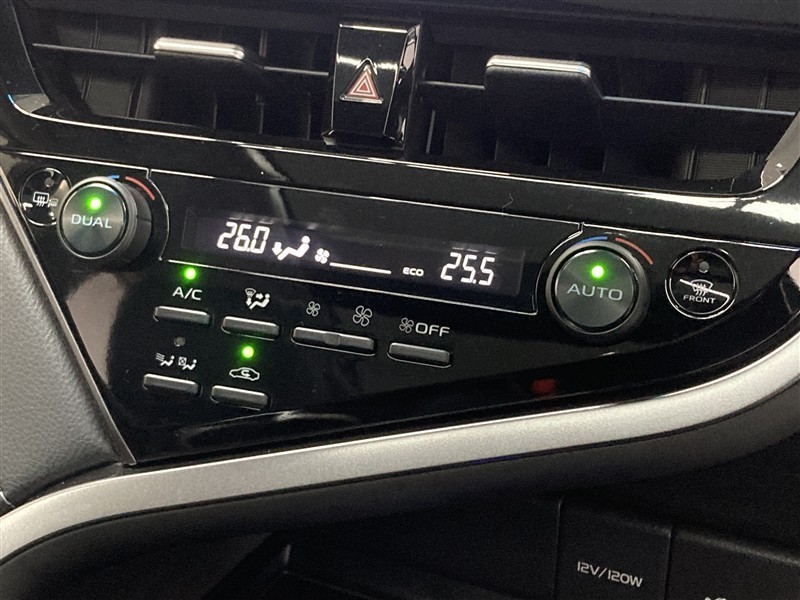 DUAL
26.0
ECO
25.5
AUTO
FRONT
A/C
OFF
12V/120W